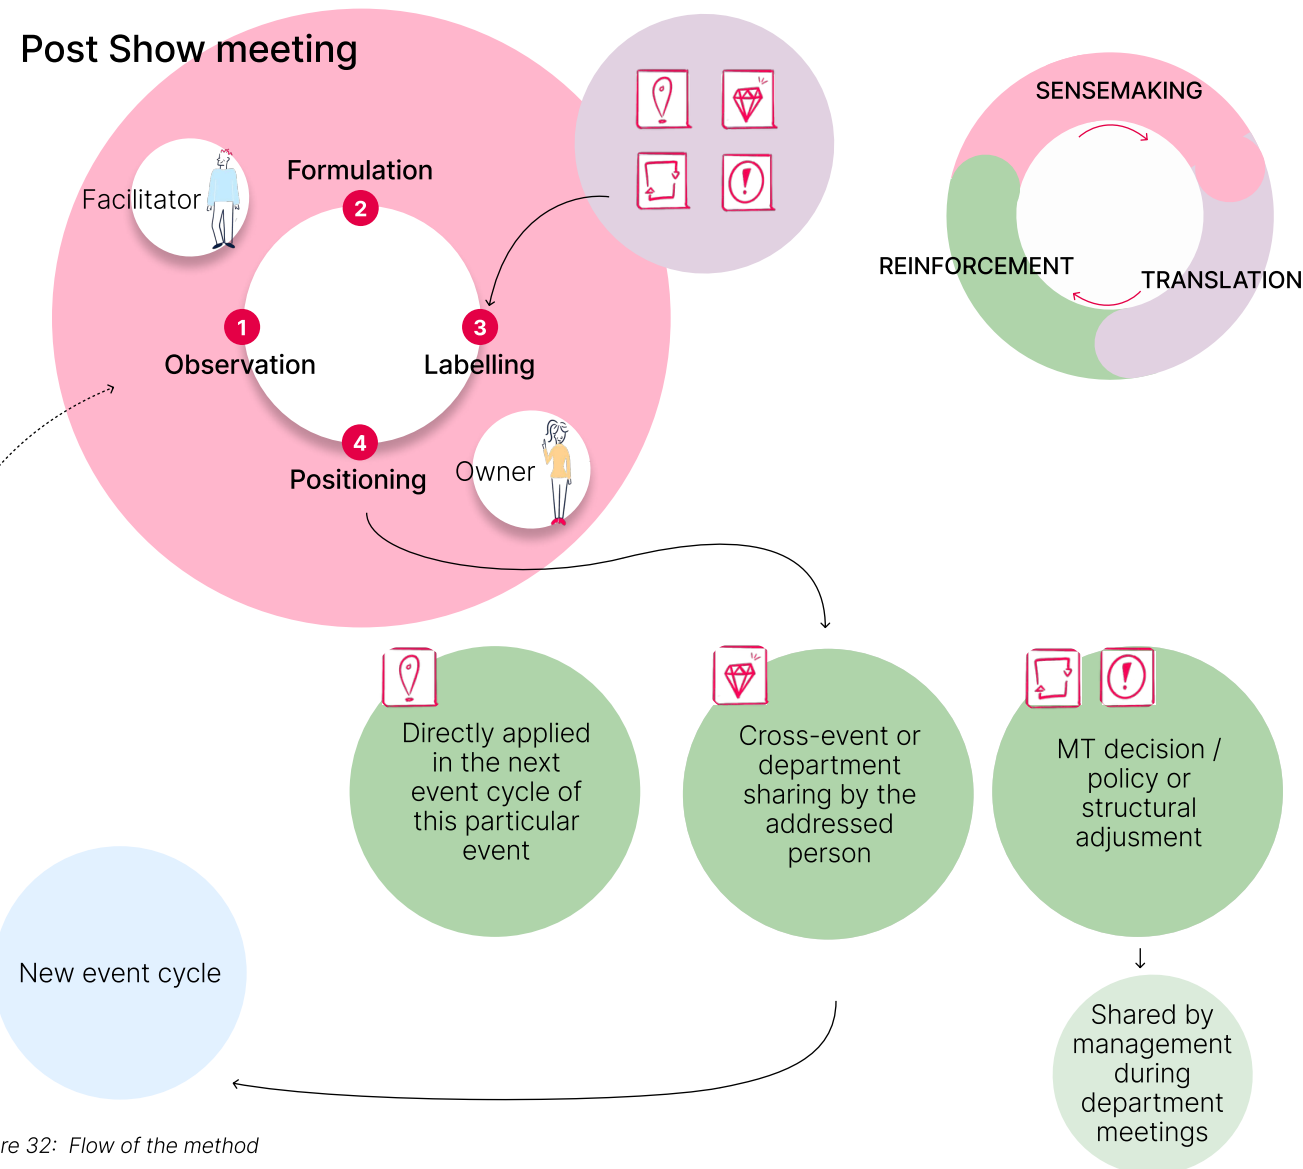 Post Show meeting
SENSEMAKING
REINFORCEMENT
TRANSLATION
Facilitator
Formulation
2
1
Observation
3
Labelling
4
Positioning
Owner
Directly applied
in the next
event cycle of
this particular
event
Cross-event or
department
sharing by the
addressed
person
MT decision /
policy or
structural
adjusment
New event cycle
Shared by
management
during
department
meetings
re 32: Flow of the method